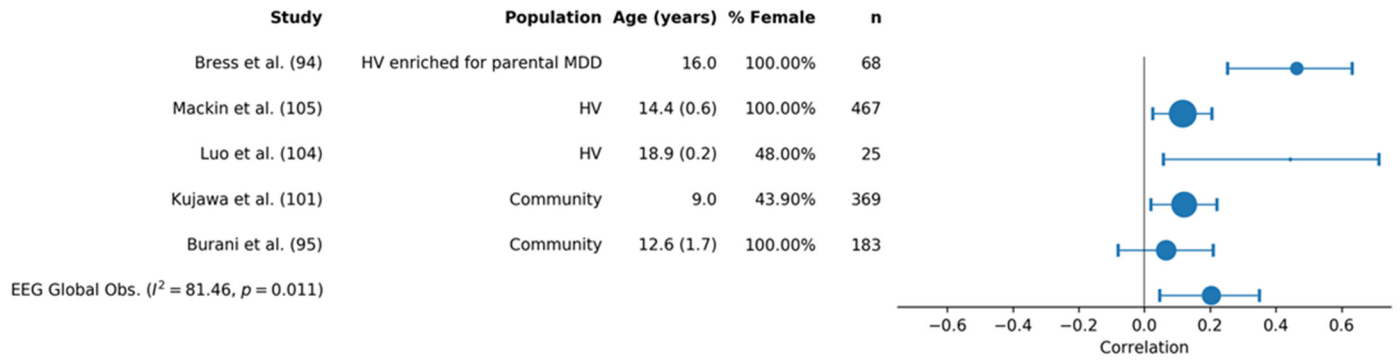 Study Population Age (years) % Female n
Bress et al. (94) HV enriched for parental MDD 16.0 100.00% 68
Mackin et al. (105) HV 14.4 (0.6) 100.00% 467
Luo et al. (104) HV 18.9 (0.2) 48.00% 25
Kujawa et al. (101) Community 9.0 43.90% 369
Burani et al. (95) Community 12.6 (1.7) 100.00% 183
EEG Global Obs. (I² = 81.46, p = 0.011)
−0.6 −0.4 −0.2 0.0 0.2 0.4 0.6
Correlation